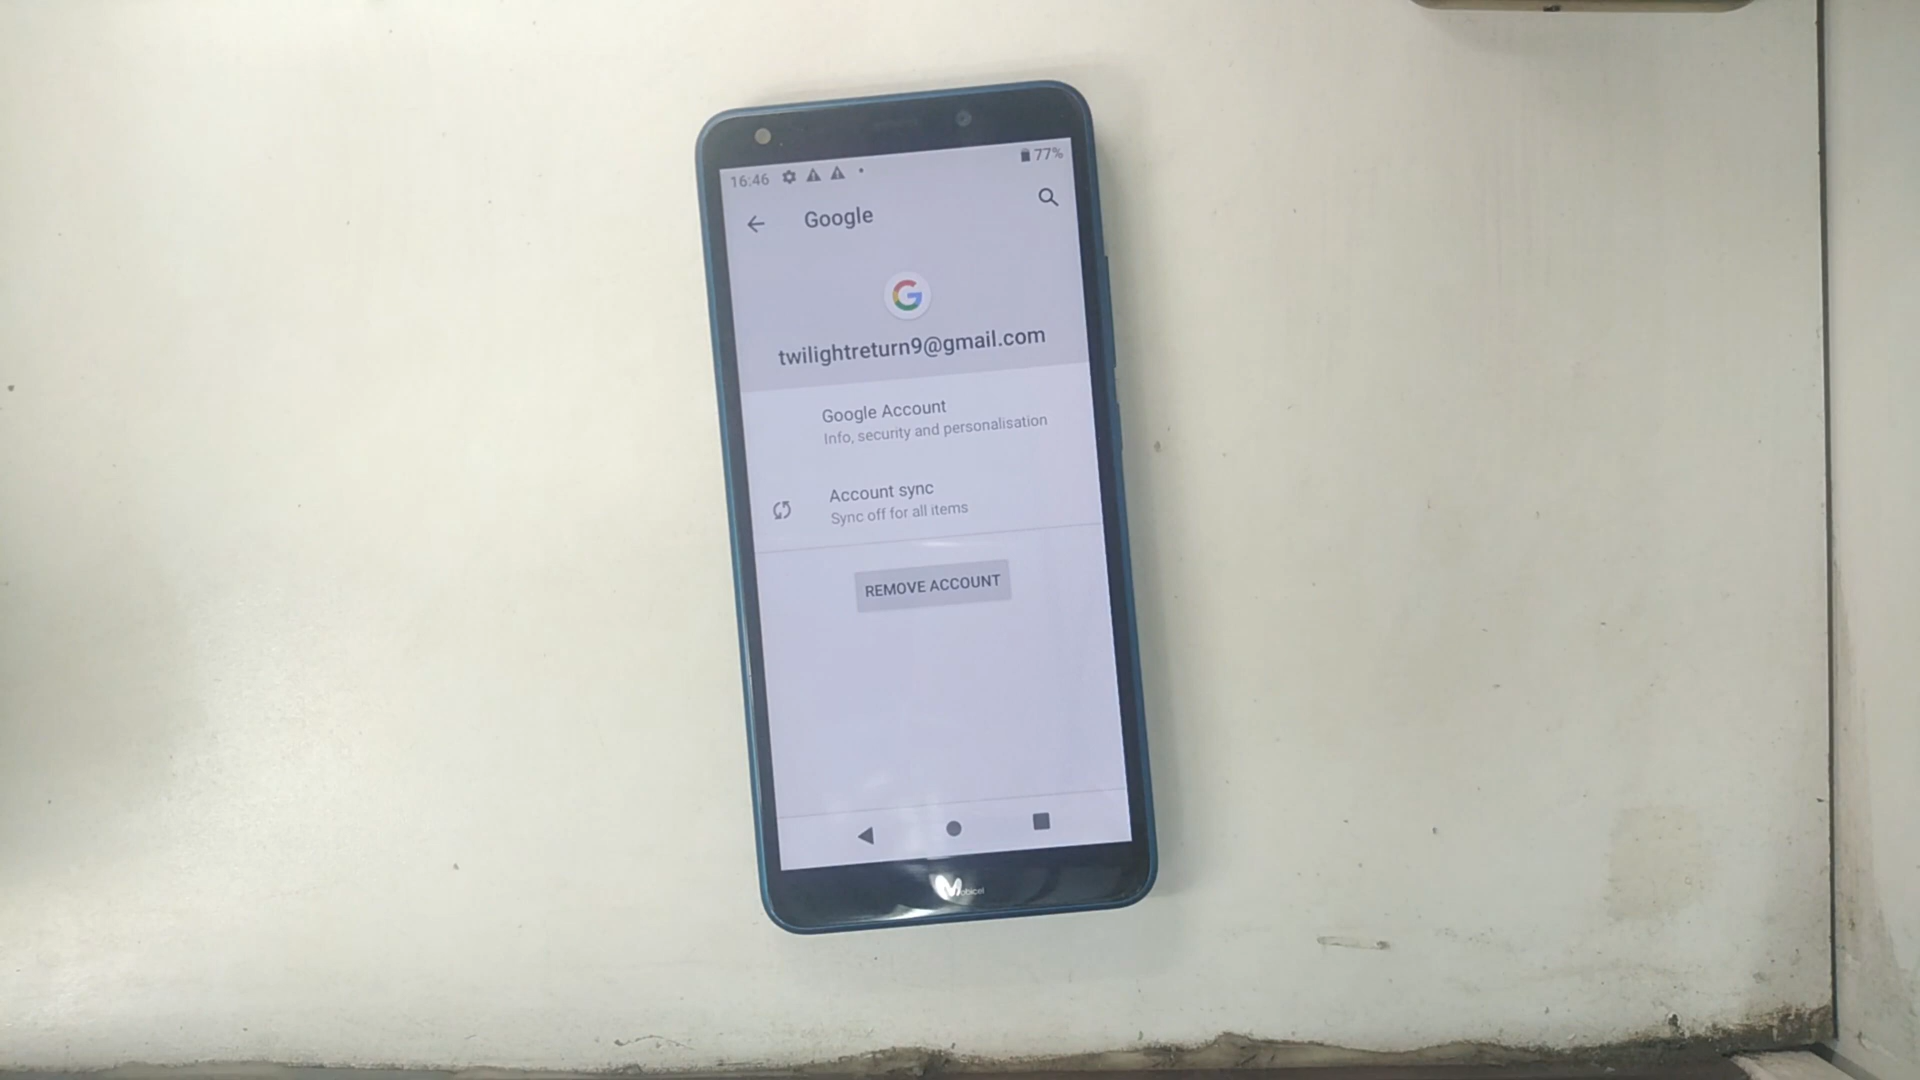 16:46
77%
Google
G
twilightreturn9@gmail.com
Google Account
Info, security and personalisation
Account sync
Sync off for all items
REMOVE ACCOUNT
Mobicel